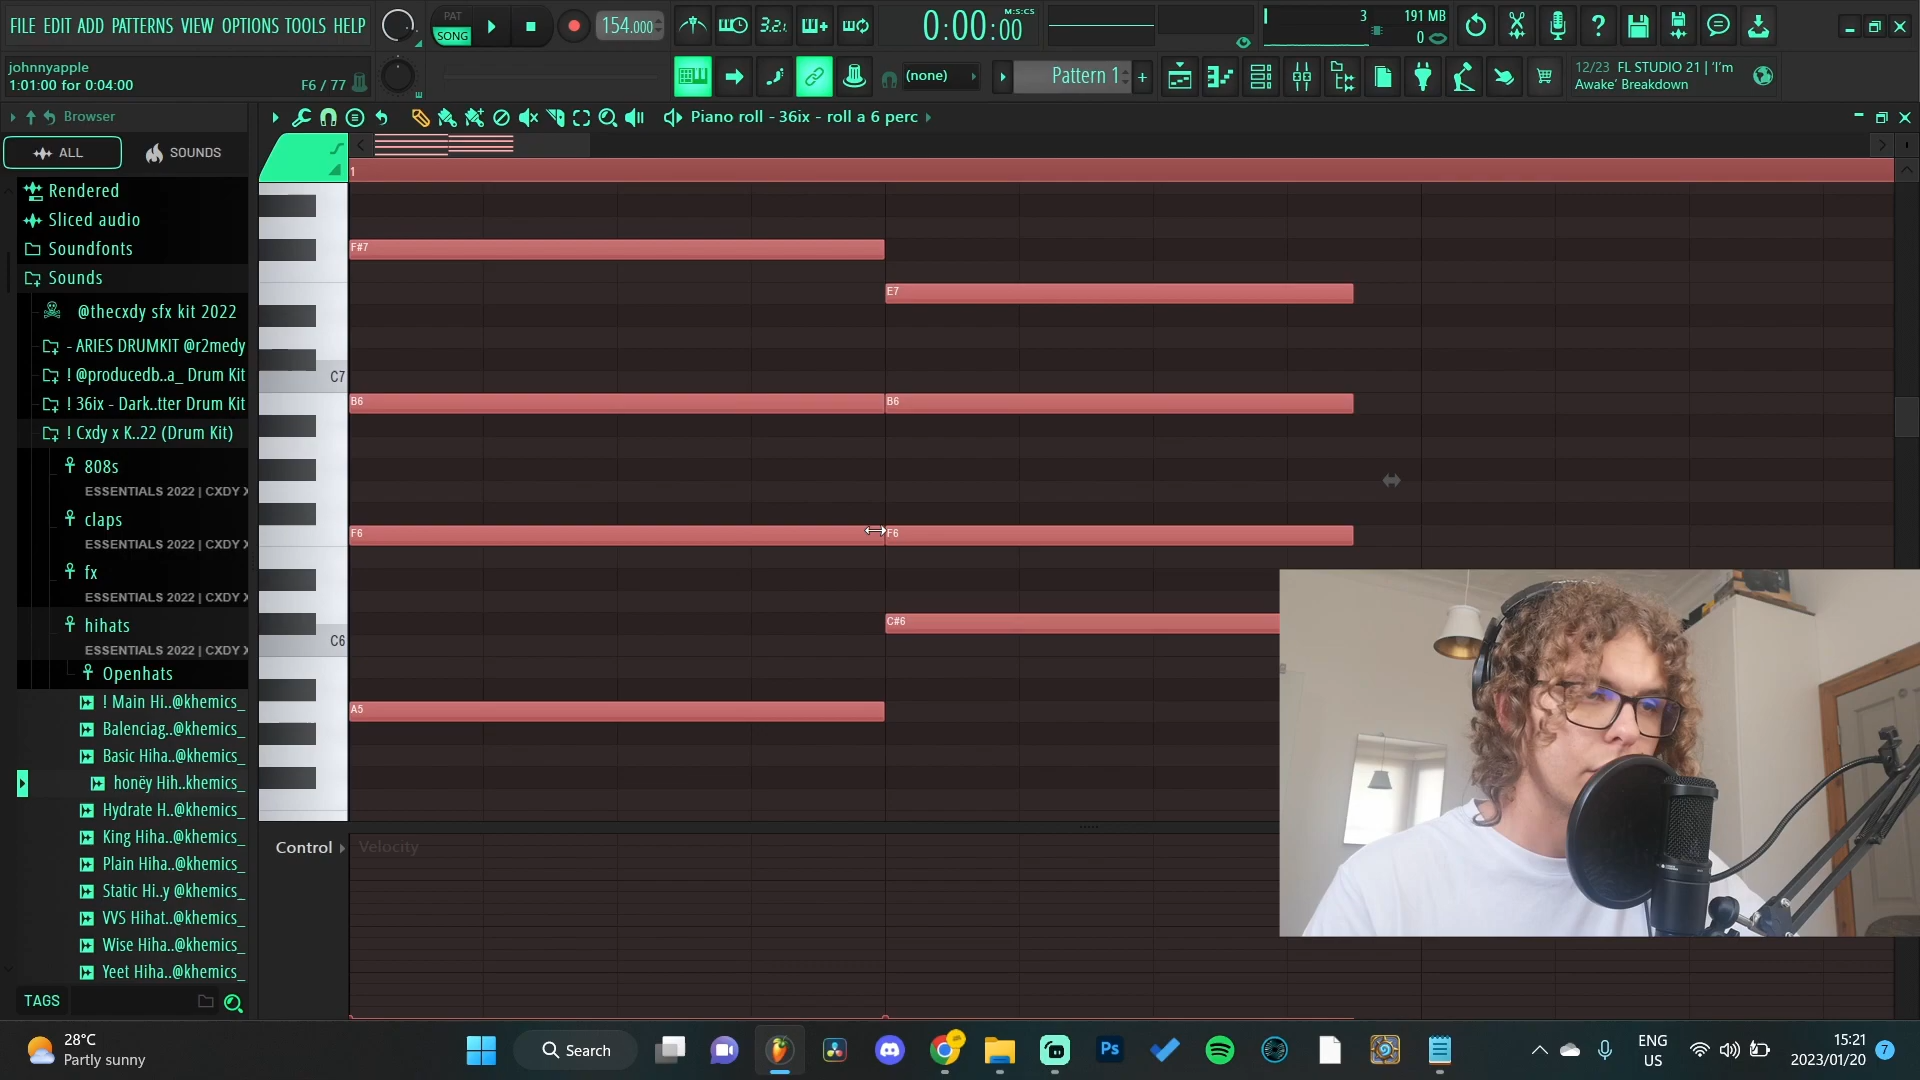 FILE EDIT ADD PATTERNS VIEW OPTIONS TOOLS HELP
PAT
SONG
154.000
3.2.
0:00:00
M:S:CS
3
191 MB
0
johnnyapple
1:01:00 for 0:04:00
F6 / 77
(none)
Pattern 1
12/23 FL STUDIO 21 | 'I'm
Awake' Breakdown
Browser
Piano roll - 36ix - roll a 6 perc
ALL
SOUNDS
Rendered
Sliced audio
Soundfonts
Sounds
@thecxdy sfx kit 2022
- ARIES DRUMKIT @r2medy
! @producedb..a_ Drum Kit
! 36ix - Dark..tter Drum Kit
! Cxdy x K..22 (Drum Kit)
808s
ESSENTIALS 2022 | CXDY X
claps
ESSENTIALS 2022 | CXDY X
fx
ESSENTIALS 2022 | CXDY X
hihats
ESSENTIALS 2022 | CXDY X
Openhats
! Main Hi..@khemics_
Balenciag..@khemics_
Basic Hiha..@khemics_
honëy Hih..khemics_
Hydrate H..@khemics_
King Hiha..@khemics_
Plain Hiha..@khemics_
Static Hi..y @khemics_
VVS Hihat..@khemics_
Wise Hiha..@khemics_
Yeet Hiha..@khemics_
TAGS
1
F#7
E7
C7
B6
B6
F6
F6
C#6
C6
A5
Control
Velocity
28°C
Partly sunny
Search
Ps
ENG
US
15:21
2023/01/20
7